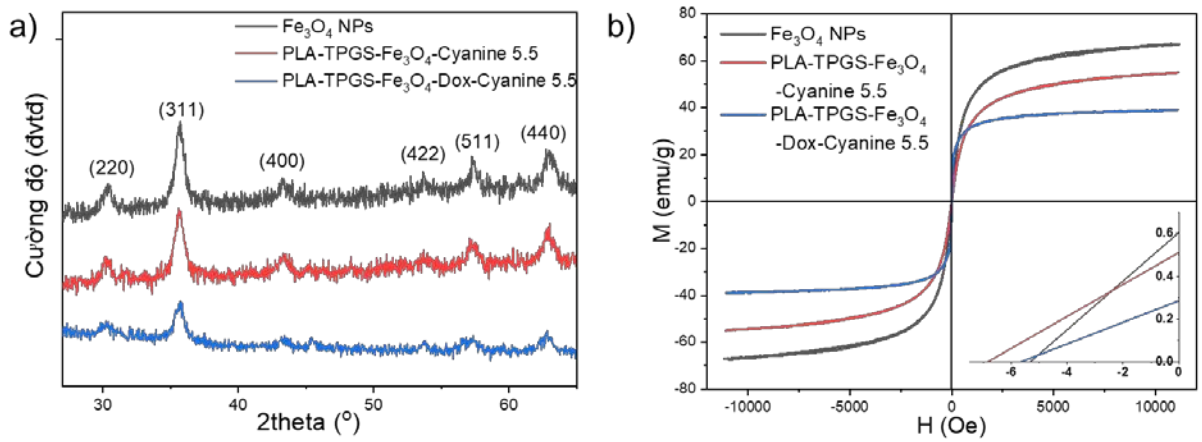 a)
Fe₃O₄ NPs
PLA-TPGS-Fe₃O₄-Cyanine 5.5
PLA-TPGS-Fe₃O₄-Dox-Cyanine 5.5
(220)
(311)
(400)
(422)
(511)
(440)
Cường độ (đvtđ)
30
40
50
60
2theta (°)
b)
Fe₃O₄ NPs
PLA-TPGS-Fe₃O₄
-Cyanine 5.5
PLA-TPGS-Fe₃O₄
-Dox-Cyanine 5.5
M (emu/g)
80
60
40
20
0
-20
-40
-60
-80
0.6
0.4
0.2
0.0
-6
-4
-2
0
-10000
-5000
0
5000
10000
H (Oe)